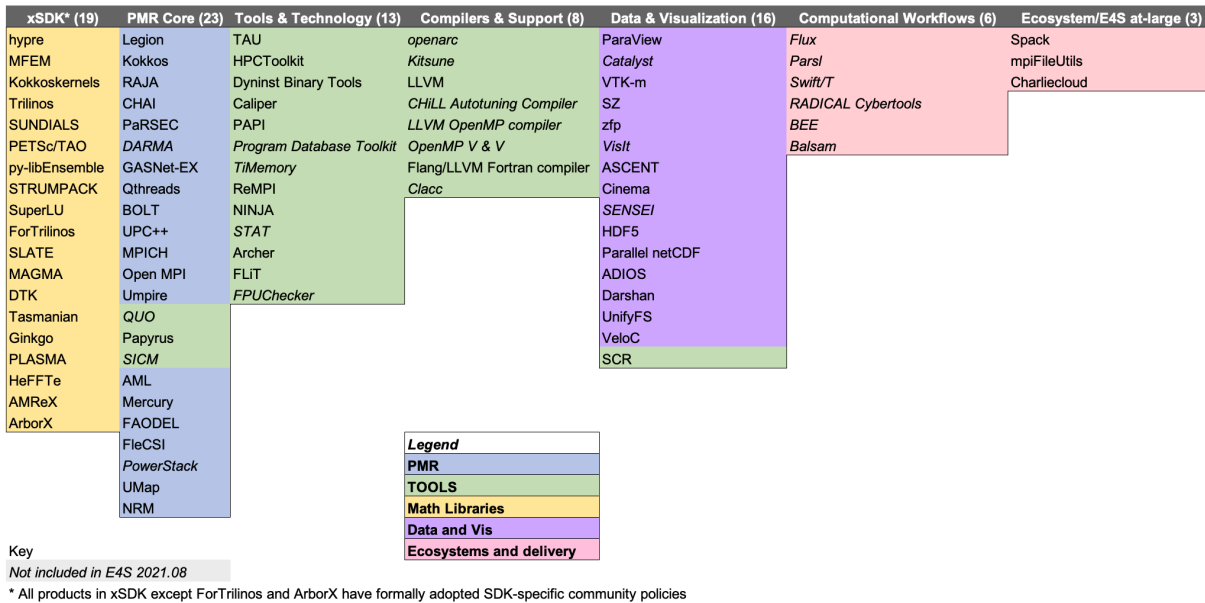 xSDK* (19) PMR Core (23) Tools & Technology (13) Compilers & Support (8) Data & Visualization (16) Computational Workflows (6) Ecosystem/E4S at-large (3)
hypre Legion TAU openarc ParaView Flux Spack
MFEM Kokkos HPCToolkit Kitsune Catalyst Parsl mpiFileUtils
Kokkoskernels RAJA Dyninst Binary Tools LLVM VTK-m Swift/T Charliecloud
Trilinos CHAI Caliper CHiLL Autotuning Compiler SZ RADICAL Cybertools
SUNDIALS PaRSEC PAPI LLVM OpenMP compiler zfp BEE
PETSc/TAO DARMA Program Database Toolkit OpenMP V & V VisIt Balsam
py-libEnsemble GASNet-EX TiMemory Flang/LLVM Fortran compiler ASCENT
STRUMPACK Qthreads ReMPI Clacc Cinema
SuperLU BOLT NINJA SENSEI
ForTrilinos UPC++ STAT HDF5
SLATE MPICH Archer Parallel netCDF
MAGMA Open MPI FLiT ADIOS
DTK Umpire FPUChecker Darshan
Tasmanian QUO UnifyFS
Ginkgo Papyrus VeloC
PLASMA SICM SCR
HeFFTe AML
AMReX Mercury
ArborX FAODEL
FleCSI Legend
PowerStack PMR
UMap TOOLS
NRM Math Libraries
Data and Vis
Key Ecosystems and delivery
Not included in E4S 2021.08
* All products in xSDK except ForTrilinos and ArborX have formally adopted SDK-specific community policies